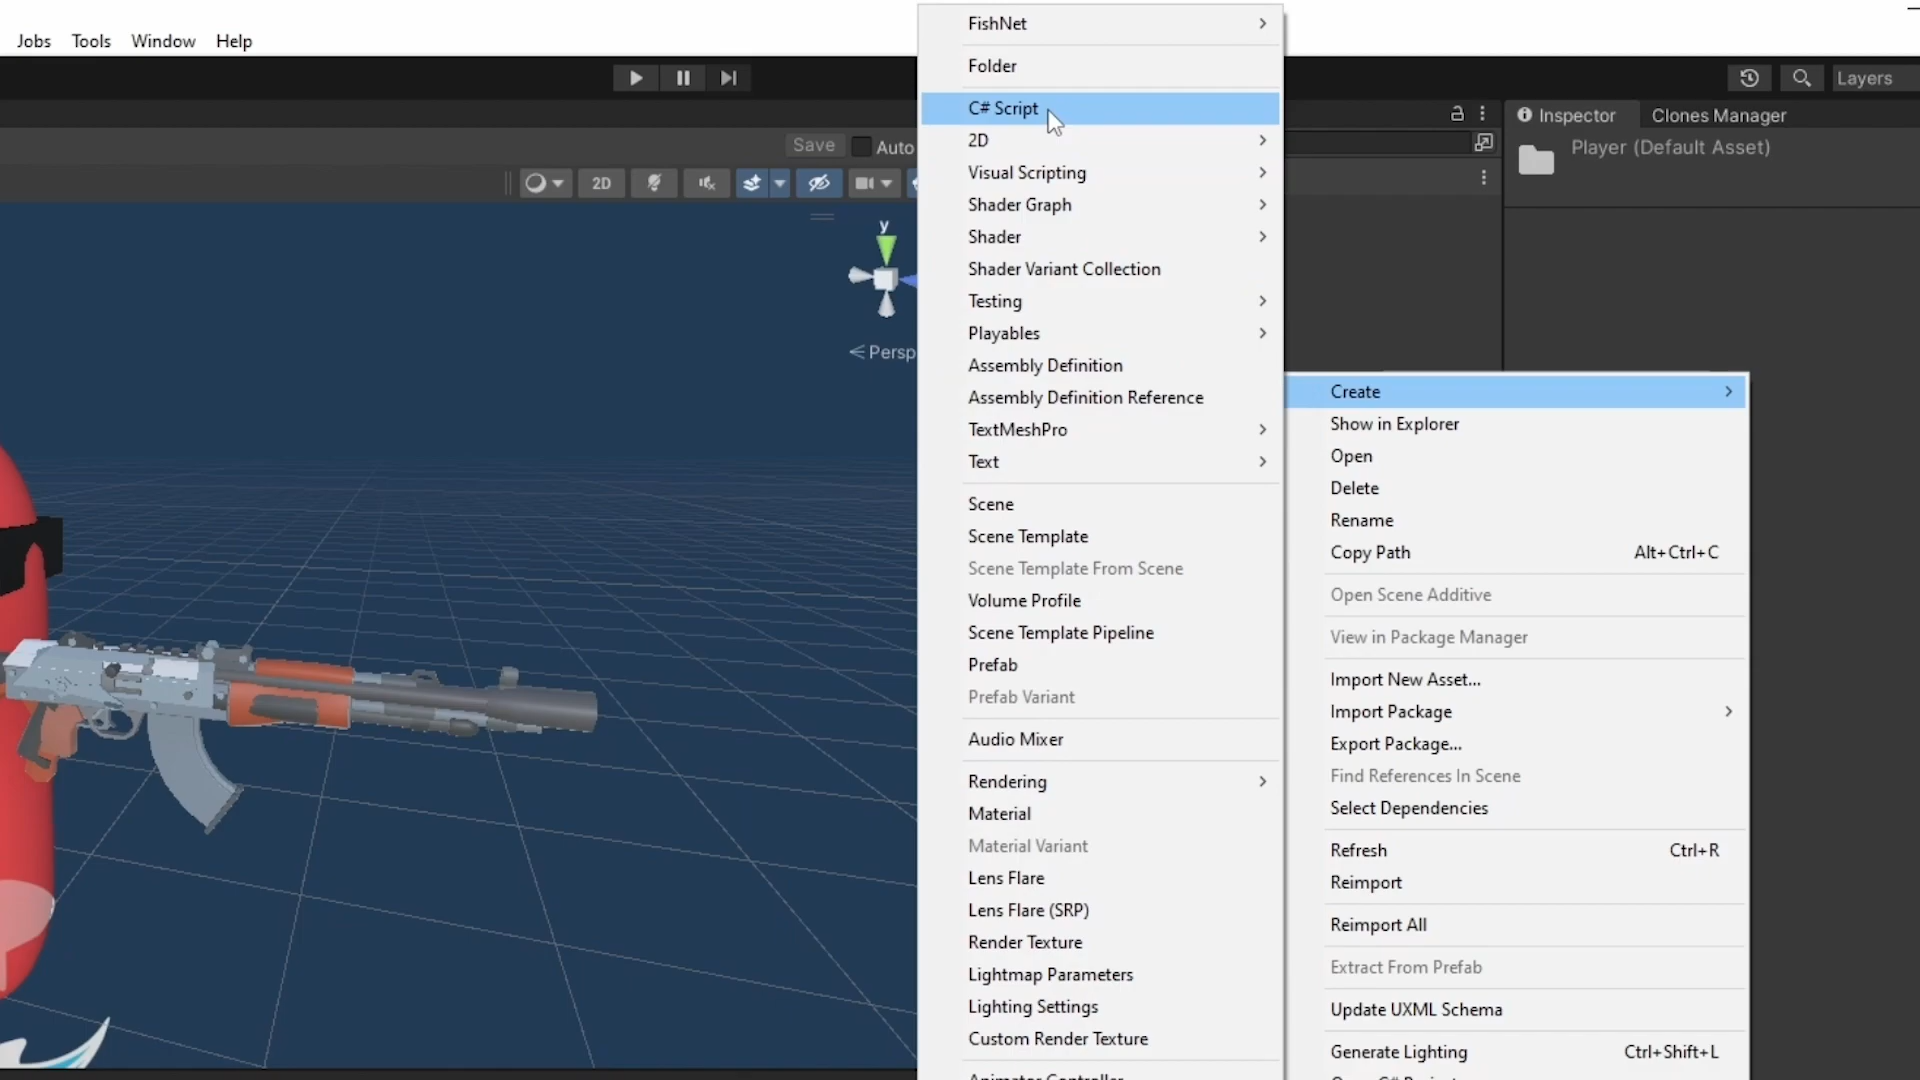 Jobs Tools Window Help
Layers
Save Auto
2D
y
Persp
FishNet
Folder
C# Script
2D
Visual Scripting
Shader Graph
Shader
Shader Variant Collection
Testing
Playables
Assembly Definition
Assembly Definition Reference
TextMeshPro
Text
Scene
Scene Template
Scene Template From Scene
Volume Profile
Scene Template Pipeline
Prefab
Prefab Variant
Audio Mixer
Rendering
Material
Material Variant
Lens Flare
Lens Flare (SRP)
Render Texture
Lightmap Parameters
Lighting Settings
Custom Render Texture
Animator Controller
Inspector Clones Manager
Player (Default Asset)
Create
Show in Explorer
Open
Delete
Rename
Copy Path Alt+Ctrl+C
Open Scene Additive
View in Package Manager
Import New Asset...
Import Package
Export Package...
Find References In Scene
Select Dependencies
Refresh Ctrl+R
Reimport
Reimport All
Extract From Prefab
Update UXML Schema
Generate Lighting Ctrl+Shift+L